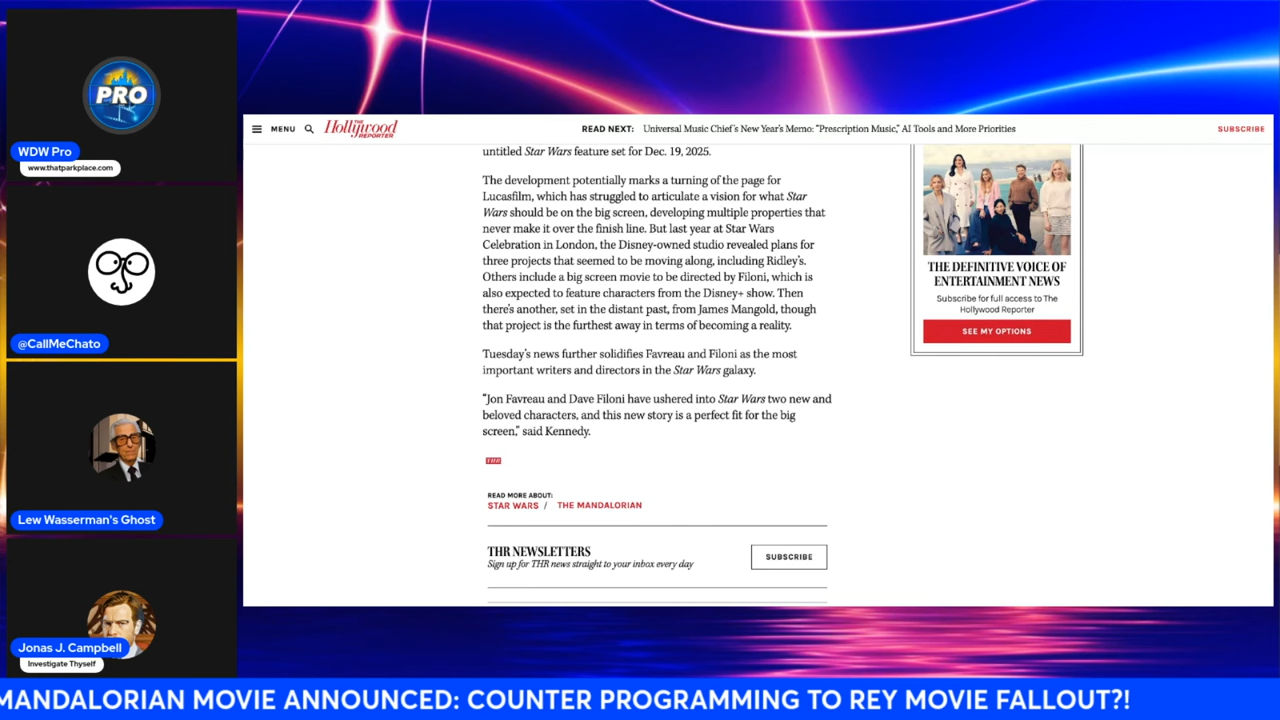 PRO
WDW Pro
www.thatparkplace.com
@CallMeChato
Lew Wasserman's Ghost
Jonas J. Campbell
Investigate Thyself
MENU
THE
Hollywood
REPORTER
READ NEXT: Universal Music Chief's New Year's Memo: "Prescription Music," AI Tools and More Priorities
SUBSCRIBE
untitled Star Wars feature set for Dec. 19, 2025.
The development potentially marks a turning of the page for
Lucasfilm, which has struggled to articulate a vision for what Star
Wars should be on the big screen, developing multiple properties that
never make it over the finish line. But last year at Star Wars
Celebration in London, the Disney-owned studio revealed plans for
three projects that seemed to be moving along, including Ridley's.
Others include a big screen movie to be directed by Filoni, which is
also expected to feature characters from the Disney+ show. Then
there's another, set in the distant past, from James Mangold, though
that project is the furthest away in terms of becoming a reality.
Tuesday's news further solidifies Favreau and Filoni as the most
important writers and directors in the Star Wars galaxy.
"Jon Favreau and Dave Filoni have ushered into Star Wars two new and
beloved characters, and this new story is a perfect fit for the big
screen," said Kennedy.
THR
READ MORE ABOUT:
STAR WARS / THE MANDALORIAN
THR NEWSLETTERS
Sign up for THR news straight to your inbox every day
SUBSCRIBE
THE DEFINITIVE VOICE OF
ENTERTAINMENT NEWS
Subscribe for full access to The
Hollywood Reporter
SEE MY OPTIONS
MANDALORIAN MOVIE ANNOUNCED: COUNTER PROGRAMMING TO REY MOVIE FALLOUT?!